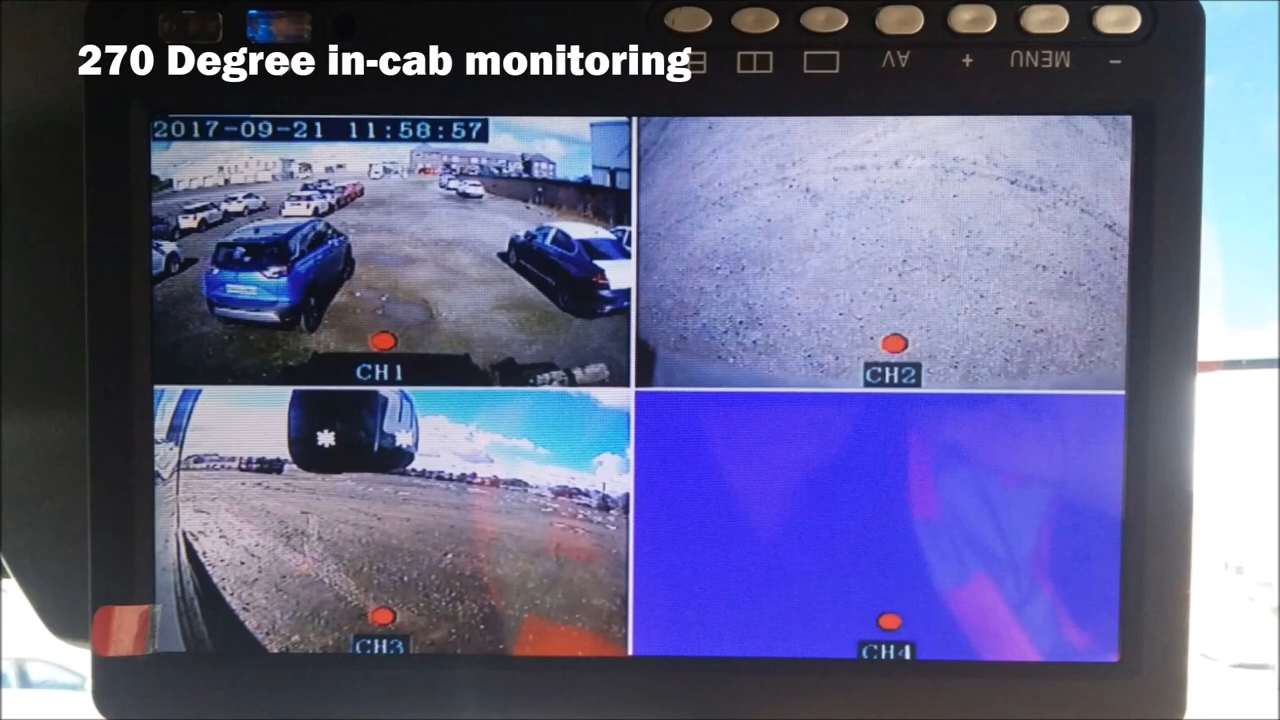 270 Degree in-cab monitoring
AV + MENU -
2017-09-21 11:58:57
CH1
CH2
CH3
CH4